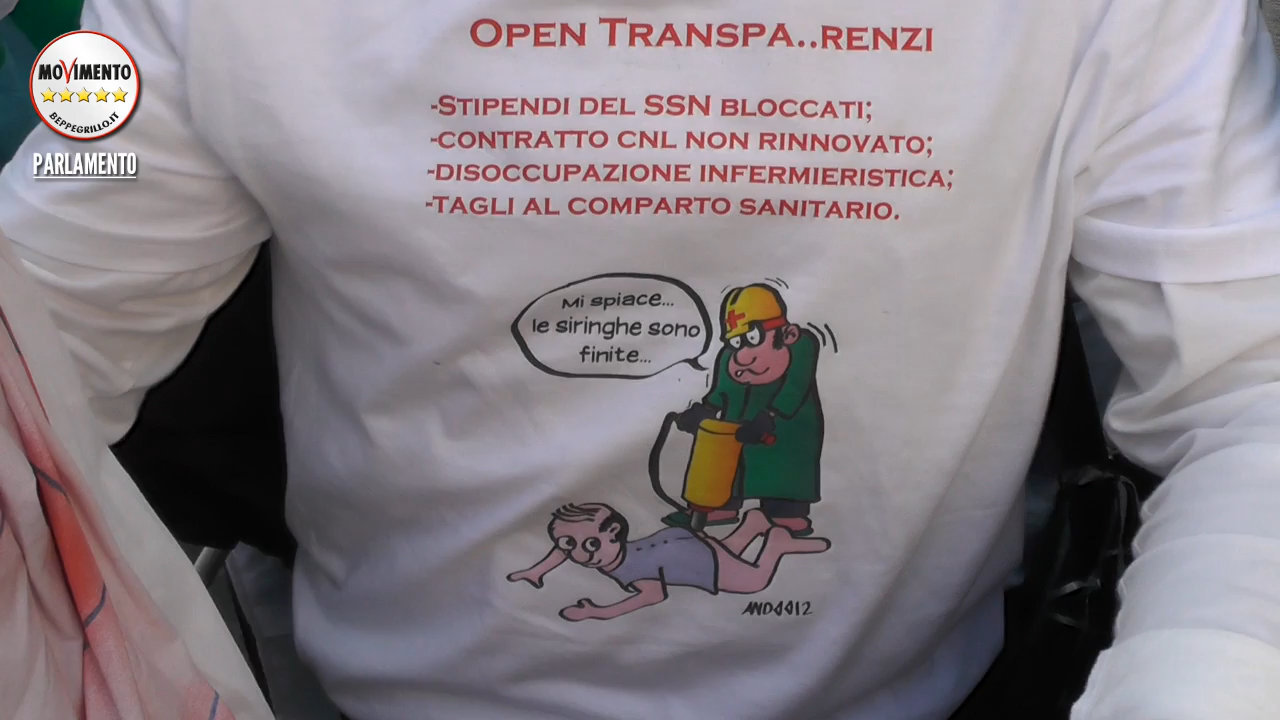 MOVIMENTO
BEPPEGRILLO.IT
PARLAMENTO
OPEN TRANSPA..RENZI
-STIPENDI DEL SSN BLOCCATI;
-CONTRATTO CNL NON RINNOVATO;
-DISOCCUPAZIONE INFERMIERISTICA;
-TAGLI AL COMPARTO SANITARIO.
Mi spiace...
le siringhe sono
finite...